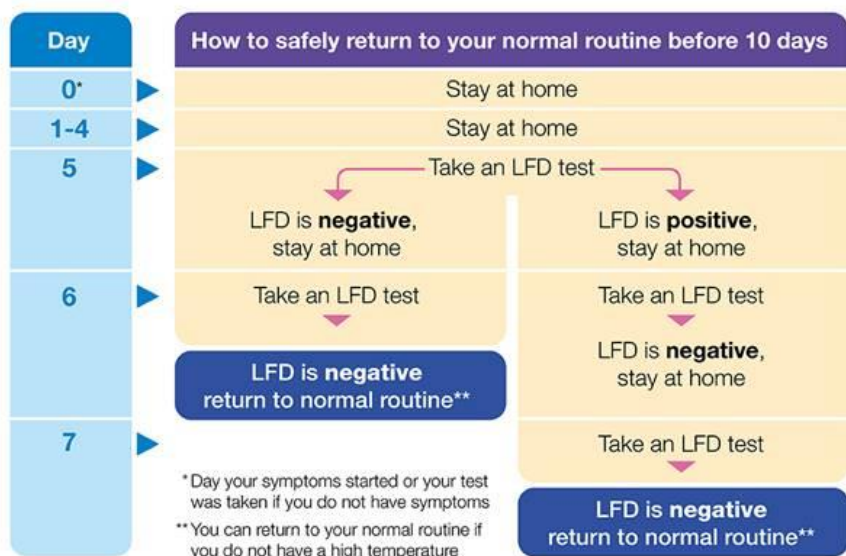 Day
How to safely return to your normal routine before 10 days
0*
Stay at home
1-4
Stay at home
5
Take an LFD test
LFD is negative,
stay at home
LFD is positive,
stay at home
6
Take an LFD test
Take an LFD test
LFD is negative
return to normal routine**
LFD is negative,
stay at home
7
Take an LFD test
LFD is negative
return to normal routine**
* Day your symptoms started or your test
was taken if you do not have symptoms
** You can return to your normal routine if
you do not have a high temperature